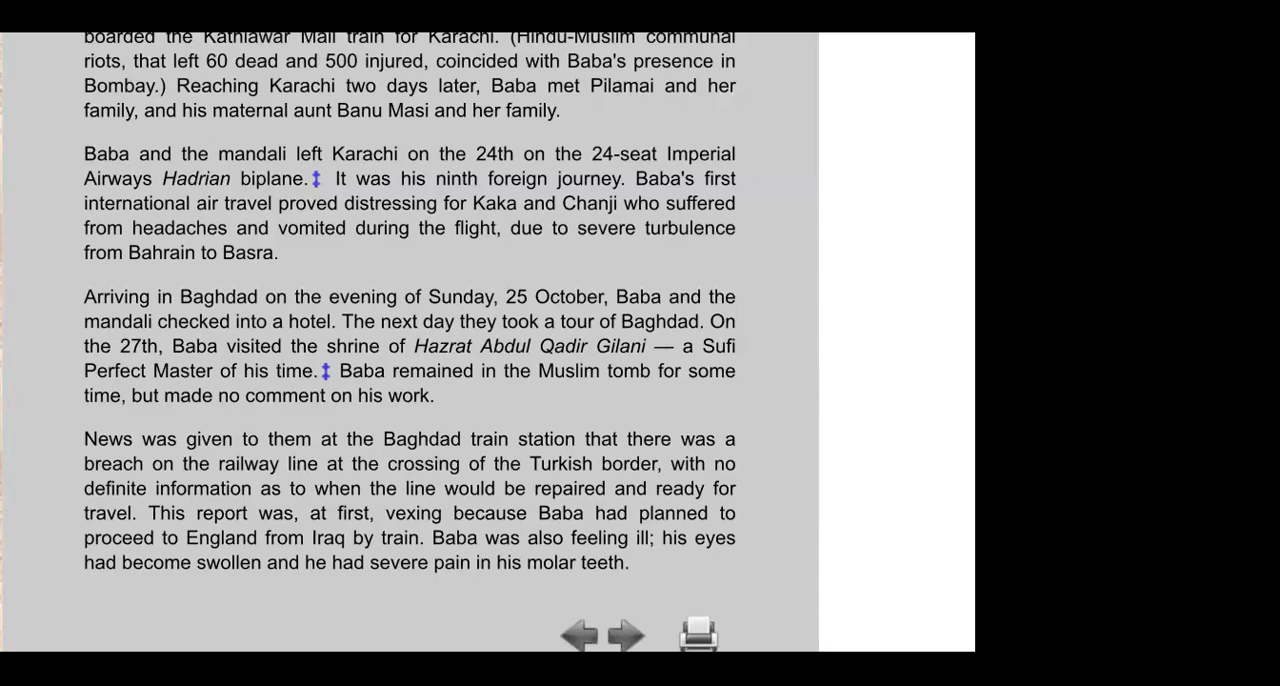 boarded the Kathiawar Mail train for Karachi. (Hindu-Muslim communal
riots, that left 60 dead and 500 injured, coincided with Baba's presence in
Bombay.) Reaching Karachi two days later, Baba met Pilamai and her
family, and his maternal aunt Banu Masi and her family.
Baba and the mandali left Karachi on the 24th on the 24-seat Imperial
Airways Hadrian biplane.‡ It was his ninth foreign journey. Baba's first
international air travel proved distressing for Kaka and Chanji who suffered
from headaches and vomited during the flight, due to severe turbulence
from Bahrain to Basra.
Arriving in Baghdad on the evening of Sunday, 25 October, Baba and the
mandali checked into a hotel. The next day they took a tour of Baghdad. On
the 27th, Baba visited the shrine of Hazrat Abdul Qadir Gilani — a Sufi
Perfect Master of his time.‡ Baba remained in the Muslim tomb for some
time, but made no comment on his work.
News was given to them at the Baghdad train station that there was a
breach on the railway line at the crossing of the Turkish border, with no
definite information as to when the line would be repaired and ready for
travel. This report was, at first, vexing because Baba had planned to
proceed to England from Iraq by train. Baba was also feeling ill; his eyes
had become swollen and he had severe pain in his molar teeth.